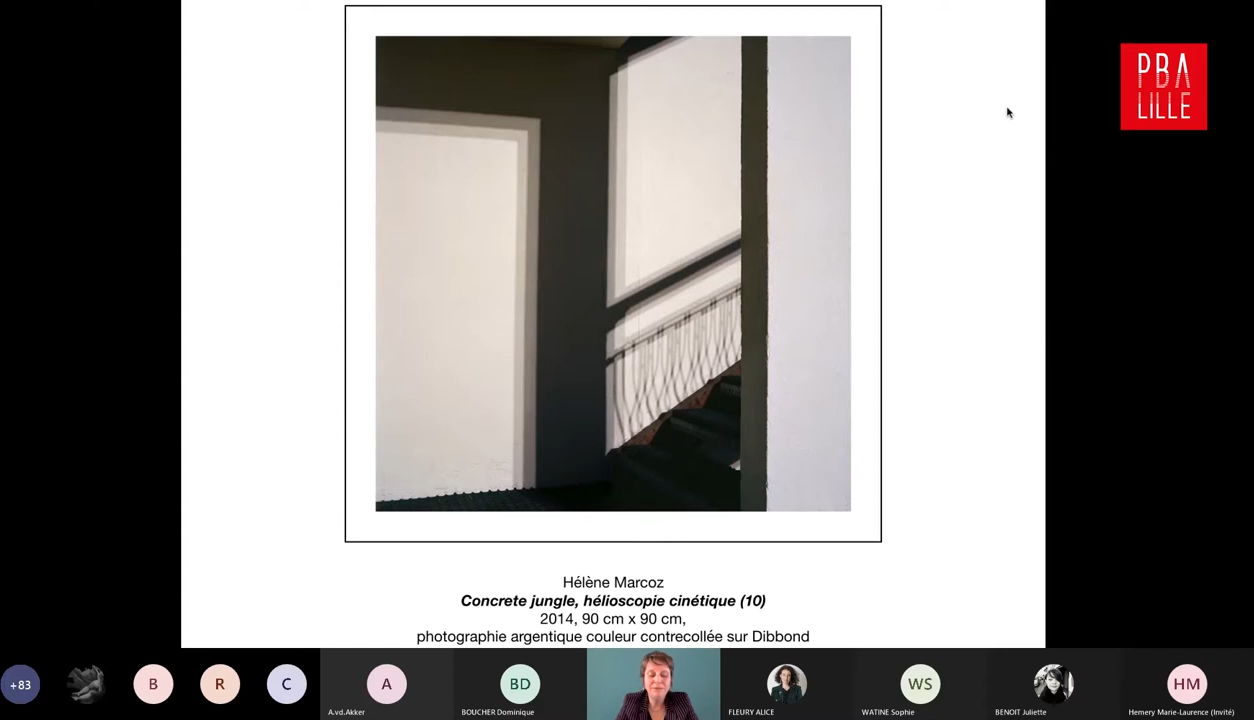 PBA
LILLE
Hélène Marcoz
Concrete jungle, hélioscopie cinétique (10)
2014, 90 cm x 90 cm,
photographie argentique couleur contrecollée sur Dibbond
+83
B
R
C
A
BD
WS
HM
A.vd.Akker
BOUCHER Dominique
FLEURY ALICE
WATINE Sophie
BENOIT Juliette
Hemery Marie-Laurence (Invité)